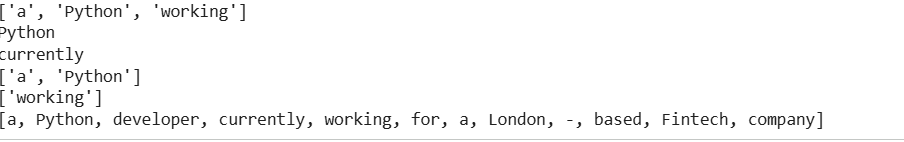 ['a', 'Python', 'working']
Python
currently
['a', 'Python']
['working']
[a, Python, developer, currently, working, for, a, London, -, based, Fintech, company]